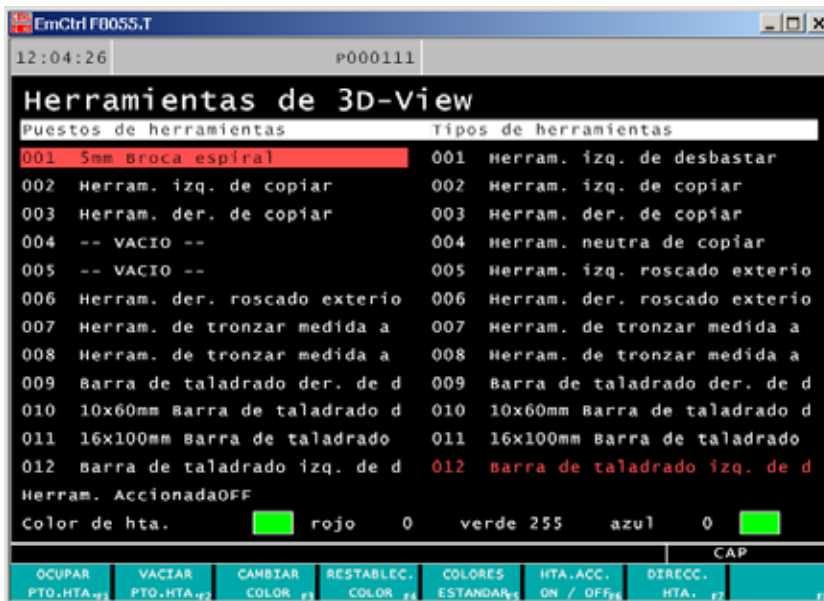 EmCtrl F8055.T
12:04:26 P000111
Herramientas de 3D-View
Puestos de herramientas Tipos de herramientas
001 5mm Broca espiral 001 Herram. izq. de desbastar
002 Herram. izq. de copiar 002 Herram. izq. de copiar
003 Herram. der. de copiar 003 Herram. der. de copiar
004 -- VACIO -- 004 Herram. neutra de copiar
005 -- VACIO -- 005 Herram. izq. roscado exterio
006 Herram. der. roscado exterio 006 Herram. der. roscado exterio
007 Herram. de tronzar medida a 007 Herram. de tronzar medida a
008 Herram. de tronzar medida a 008 Herram. de tronzar medida a
009 Barra de taladrado der. de d 009 Barra de taladrado der. de d
010 10x60mm Barra de taladrado d 010 10x60mm Barra de taladrado d
011 16x100mm Barra de taladrado 011 16x100mm Barra de taladrado
012 Barra de taladrado izq. de d 012 Barra de taladrado izq. de d
Herram. AccionadaOFF
Color de hta. rojo 0 verde 255 azul 0
CAP
OCUPAR VACIAR CAMBIAR RESTABLEC. COLORES HTA.ACC. DIRECC.
PTO.HTA. F1 PTO.HTA. F2 COLOR F3 COLOR F4 ESTANDAR F5 ON / OFF F6 HTA. F7